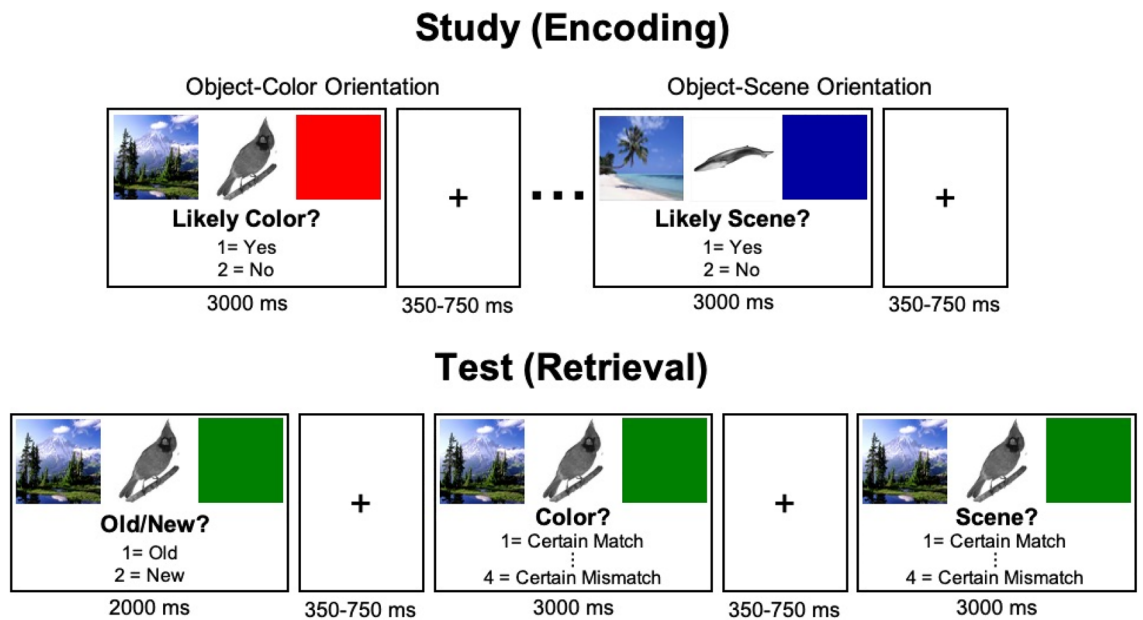 Study (Encoding)
Object-Color Orientation
Object-Scene Orientation
Likely Color?
1= Yes
2 = No
+
...
Likely Scene?
1= Yes
2 = No
+
3000 ms
350-750 ms
3000 ms
350-750 ms
Test (Retrieval)
Old/New?
1= Old
2 = New
+
Color?
1= Certain Match
4 = Certain Mismatch
+
Scene?
1= Certain Match
4 = Certain Mismatch
2000 ms
350-750 ms
3000 ms
350-750 ms
3000 ms